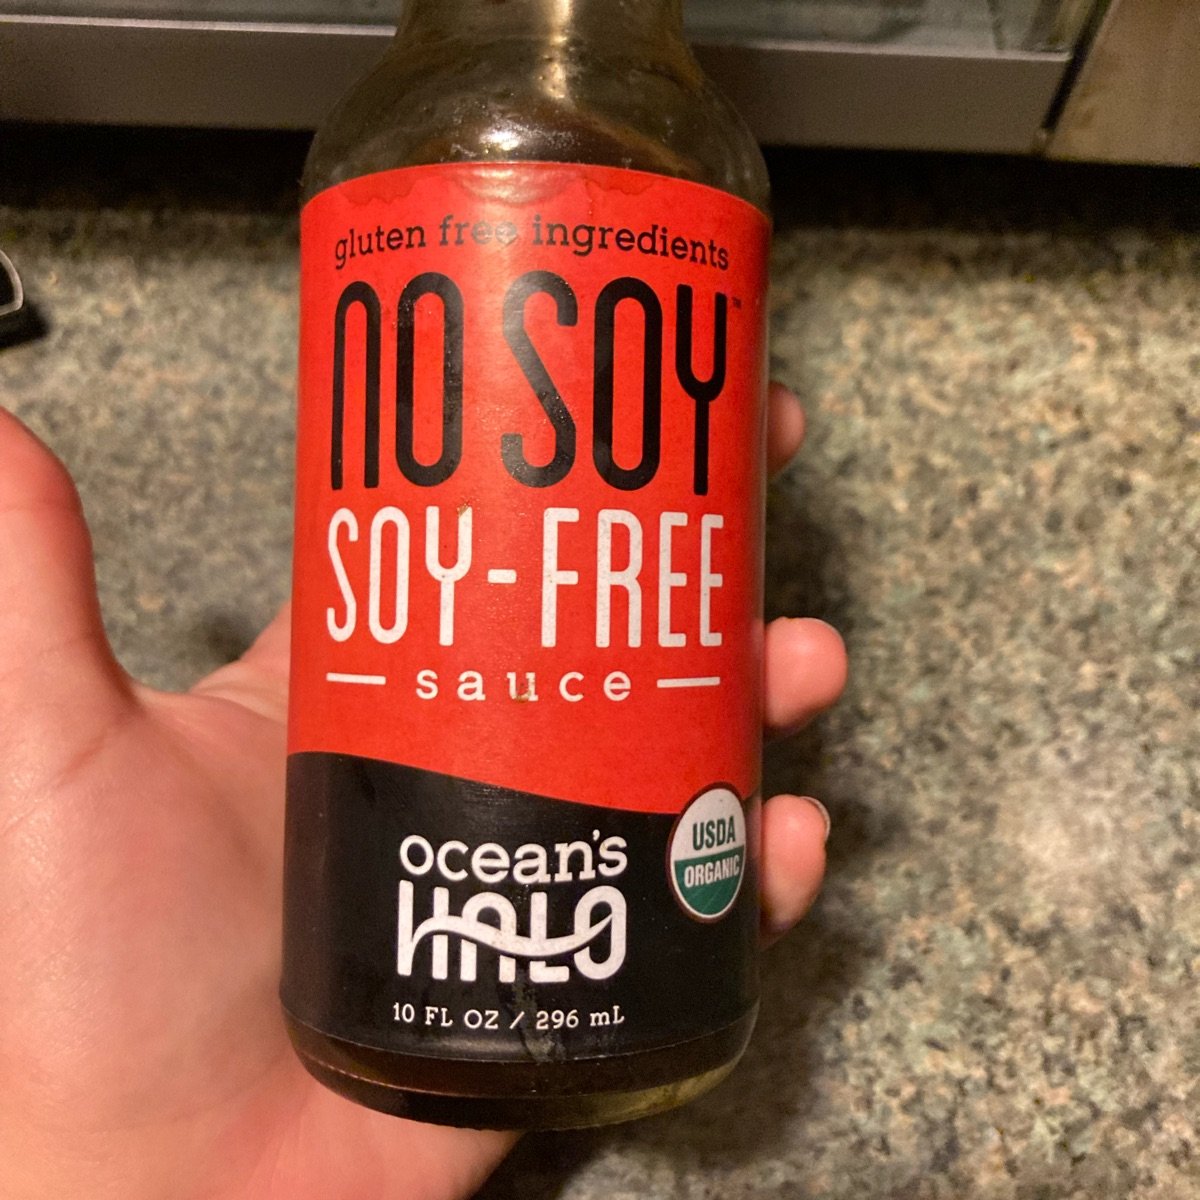 gluten free ingredients
NO SOY™
SOY-FREE
sauce
USDA
ORGANIC
ocean's
HALO
10 FL OZ / 296 mL